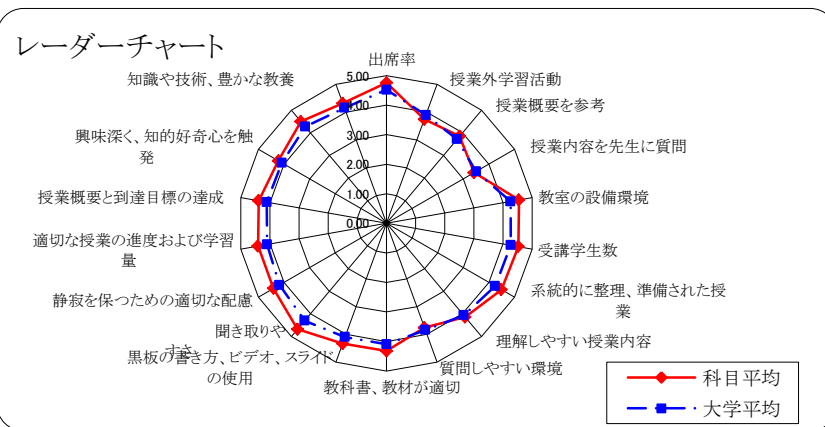 レーダーチャート
出席率
授業外学習活動
授業概要を参考
授業内容を先生に質問
教室の設備環境
受講学生数
系統的に整理、準備された授
業
理解しやすい授業内容
質問しやすい環境
教科書、教材が適切
黒板の書き方、ビデオ、スライド
の使用
聞き取りや
すさ
静寂を保つための適切な配慮
適切な授業の進度および学習
量
授業概要と到達目標の達成
興味深く、知的好奇心を触
発
知識や技術、豊かな教養
5.00
4.00
3.00
2.00
1.00
0.00
科目平均
大学平均